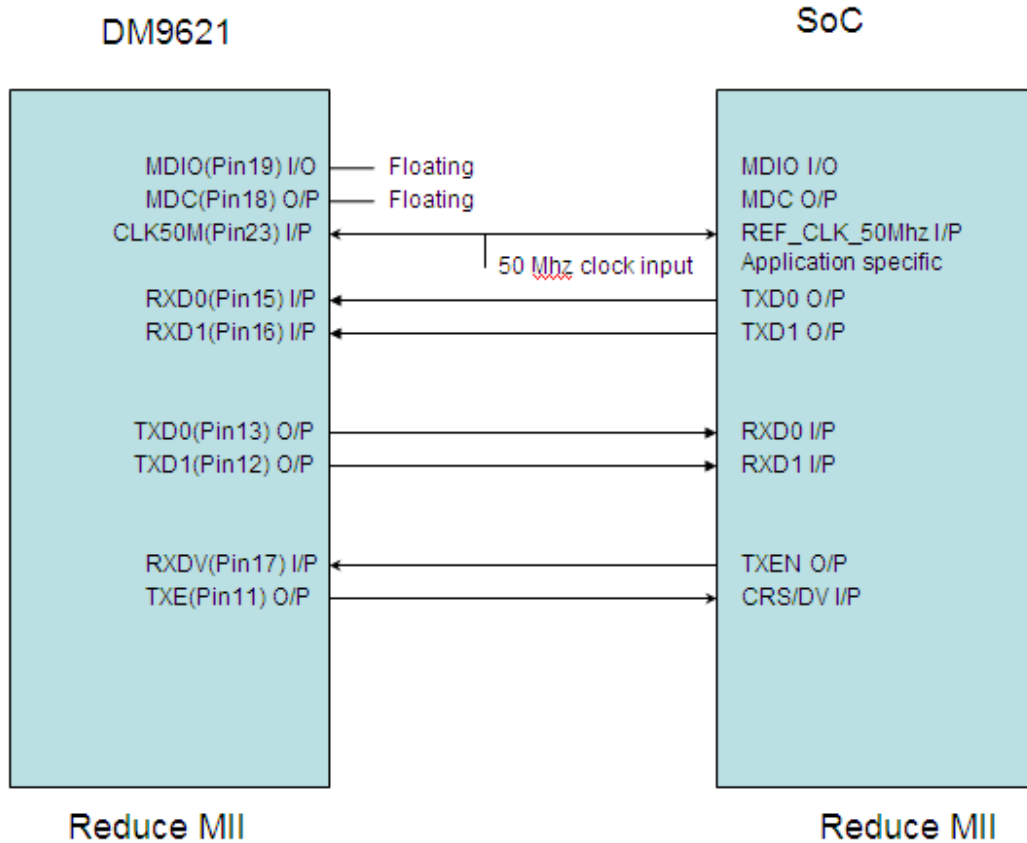 DM9621
SoC
MDIO(Pin19) I/O
Floating
MDIO I/O
MDC(Pin18) O/P
Floating
MDC O/P
CLK50M(Pin23) I/P
REF_CLK_50Mhz I/P
50 Mhz clock input
Application specific
RXD0(Pin15) I/P
TXD0 O/P
RXD1(Pin16) I/P
TXD1 O/P
TXD0(Pin13) O/P
RXD0 I/P
TXD1(Pin12) O/P
RXD1 I/P
RXDV(Pin17) I/P
TXEN O/P
TXE(Pin11) O/P
CRS/DV I/P
Reduce MII
Reduce MII